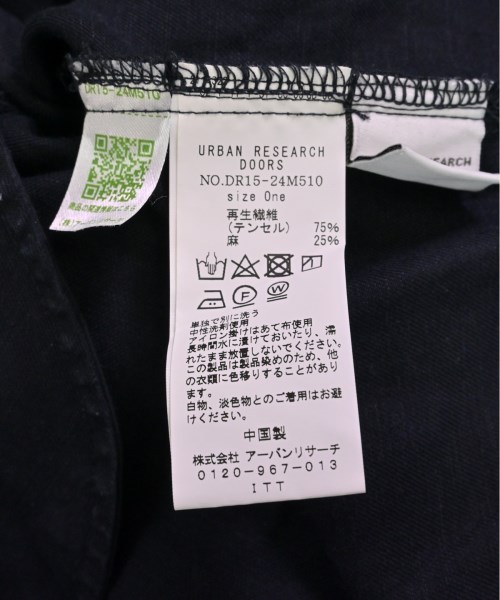 DR15-24M510
URBAN RESEARCH
DOORS
NO.DR15-24M510
size One
再生繊維
(テンセル) 75%
麻 25%
F
W
単独で別に洗う
中性洗剤使用
アイロン掛けはあて布使用
長時間水に漬けておいたり、濡
れたまま放置しないでください。
この製品は製品染めのため、他
の衣類に色移りすることがあり
ます。
白物、淡色物とのご着用はお避
けください。
中国製
株式会社 アーバンリサーチ
0120-967-013
ITT
RESEARCH